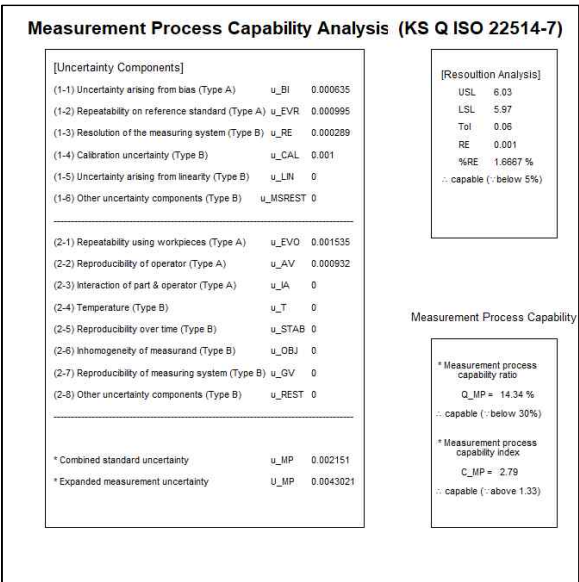 Measurement Process Capability Analysis (KS Q ISO 22514-7)
[Uncertainty Components]
(1-1) Uncertainty arising from bias (Type A) u_BI 0.000635
(1-2) Repeatability on reference standard (Type A) u_EVR 0.000995
(1-3) Resolution of the measuring system (Type B) u_RE 0.000289
(1-4) Calibration uncertainty (Type B) u_CAL 0.001
(1-5) Uncertainty arising from linearity (Type B) u_LIN 0
(1-6) Other uncertainty components (Type B) u_MSREST 0
(2-1) Repeatability using workpieces (Type A) u_EVO 0.001535
(2-2) Reproducibility of operator (Type A) u_AV 0.000932
(2-3) Interaction of part & operator (Type A) u_IA 0
(2-4) Temperature (Type B) u_T 0
(2-5) Reproducibility over time (Type B) u_STAB 0
(2-6) Inhomogeneity of measurand (Type B) u_OBJ 0
(2-7) Reproducibility of measuring system (Type B) u_GV 0
(2-8) Other uncertainty components (Type B) u_REST 0
* Combined standard uncertainty u_MP 0.002151
* Expanded measurement uncertainty U_MP 0.0043021
[Resoultion Analysis]
USL 6.03
LSL 5.97
Tol 0.06
RE 0.001
%RE 1.6667 %
∴ capable (∵ below 5%)
Measurement Process Capability
* Measurement process
capability ratio
Q_MP = 14.34 %
∴ capable (∵ below 30%)
* Measurement process
capability index
C_MP = 2.79
∴ capable (∵ above 1.33)